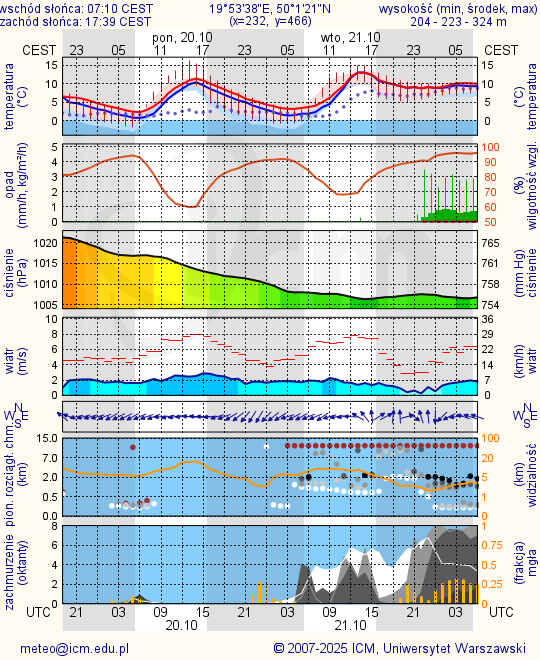 wschód słońca: 07:10 CEST
zachód słońca: 17:39 CEST
19°53'38"E, 50°1'21"N
(x=232, y=466)
wysokość (min, środek, max)
204 - 223 - 324 m
pon, 20.10
wto, 21.10
CEST 23 05 11 17 23 05 11 17 23 05 CEST
temperatura
(°C)
15
10
5
0
15
10
5
0
(°C)
temperatura
opad
(mm/h, kg/m²/h)
5
4
3
2
1
0
100
90
80
70
60
50
(%)
wilgotność wzgl.
ciśnienie
(hPa)
1020
1015
1010
1005
765
761
758
754
(mm Hg)
ciśnienie
wiatr
(m/s)
10
8
6
4
2
0
36
29
22
14
7
0
(km/h)
wiatr
N
W E
S
N
W E
S
pion. rozciągł. chm.
(km)
15.0
7.0
2.0
0.5
0.0
100
20
5
1
0
(km)
widzialność
zachmurzenie
(oktanty)
8
6
4
2
0
1
0.75
0.5
0.25
0
(frakcja)
mgła
UTC 21 03 09 15 21 03 09 15 21 03 UTC
20.10
21.10
meteo@icm.edu.pl
© 2007-2025 ICM, Uniwersytet Warszawski